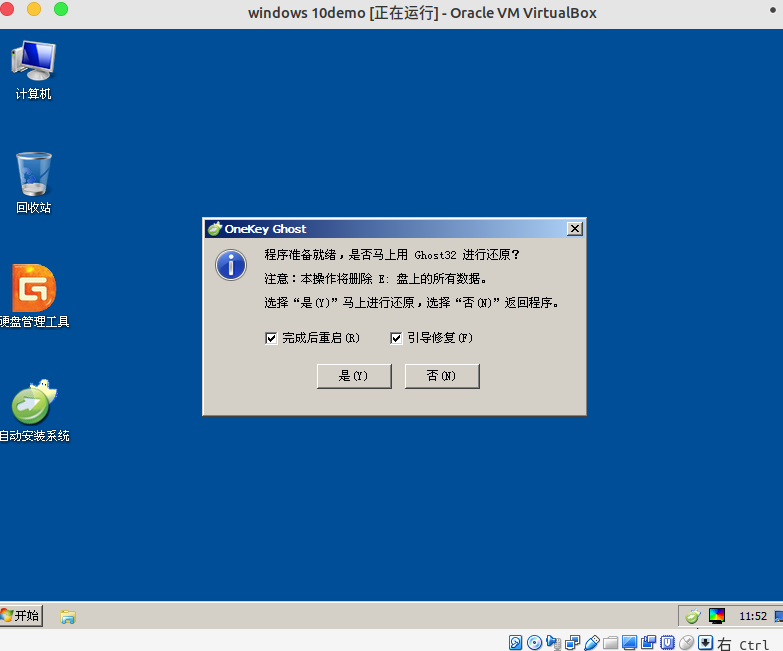 windows 10demo [正在运行] - Oracle VM VirtualBox
计算机
回收站
硬盘管理工具
自动安装系统
OneKey Ghost
程序准备就绪，是否马上用 Ghost32 进行还原？
注意：本操作将删除 E: 盘上的所有数据。
选择“是(Y)”马上进行还原，选择“否(N)”返回程序。
完成后重启(R) 引导修复(F)
是(Y) 否(N)
开始 11:52
右 Ctrl